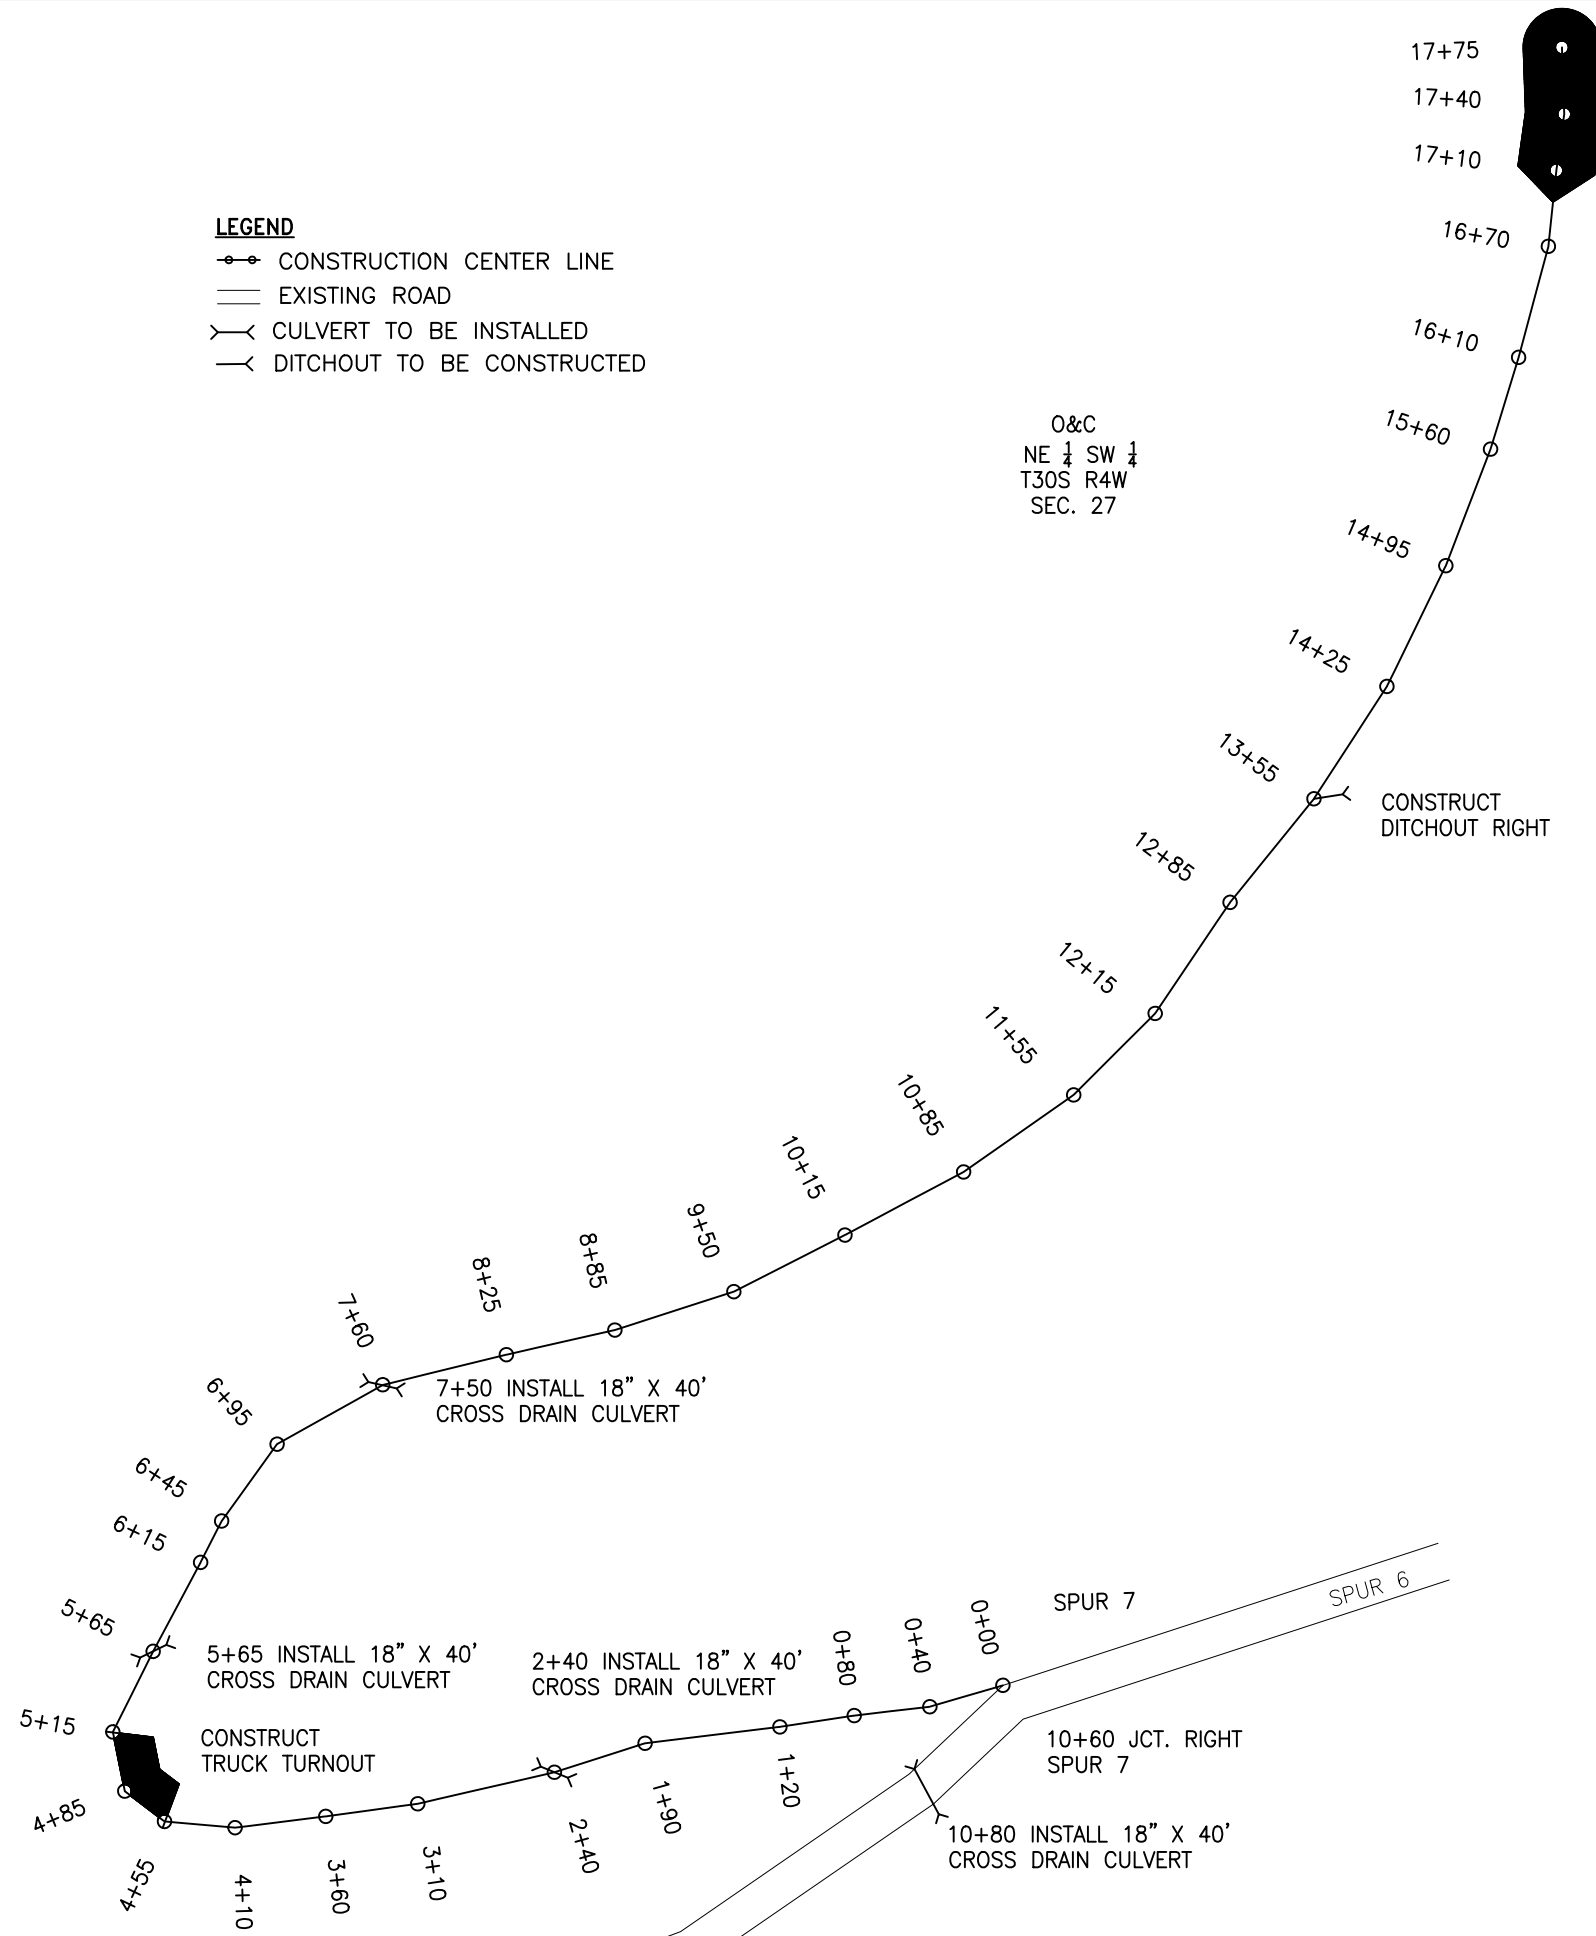 17+75
17+40
17+10
LEGEND
CONSTRUCTION CENTER LINE
EXISTING ROAD
CULVERT TO BE INSTALLED
DITCHOUT TO BE CONSTRUCTED
16+70
16+10
O&C
NE 1/4 SW 1/4
T30S R4W
SEC. 27
15+60
14+95
14+25
13+55
CONSTRUCT
DITCHOUT RIGHT
12+85
12+15
11+55
10+85
10+15
9+50
8+85
8+25
7+60
7+50 INSTALL 18" X 40'
CROSS DRAIN CULVERT
6+95
6+45
6+15
5+65
5+65 INSTALL 18" X 40'
CROSS DRAIN CULVERT
2+40 INSTALL 18" X 40'
CROSS DRAIN CULVERT
0+80
0+40
0+00
SPUR 7
SPUR 6
5+15
CONSTRUCT
TRUCK TURNOUT
10+60 JCT. RIGHT
SPUR 7
4+85
4+55
4+10
3+60
3+10
2+40
1+90
1+20
10+80 INSTALL 18" X 40'
CROSS DRAIN CULVERT